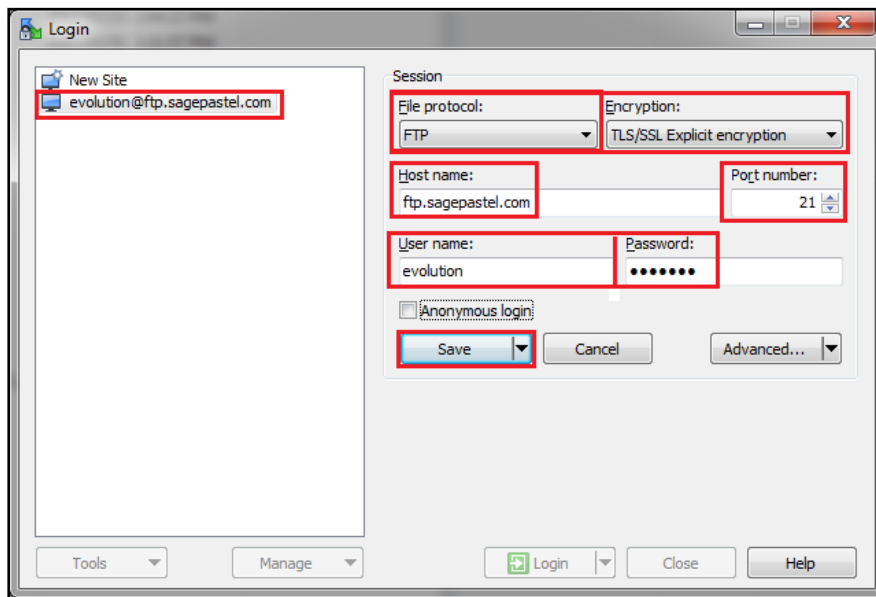 Login
New Site
evolution@ftp.sagepastel.com
Session
File protocol: Encryption:
FTP TLS/SSL Explicit encryption
Host name: Port number:
ftp.sagepastel.com 21
User name: Password:
evolution •••••••
Anonymous login
Save Cancel Advanced...
Tools Manage Login Close Help